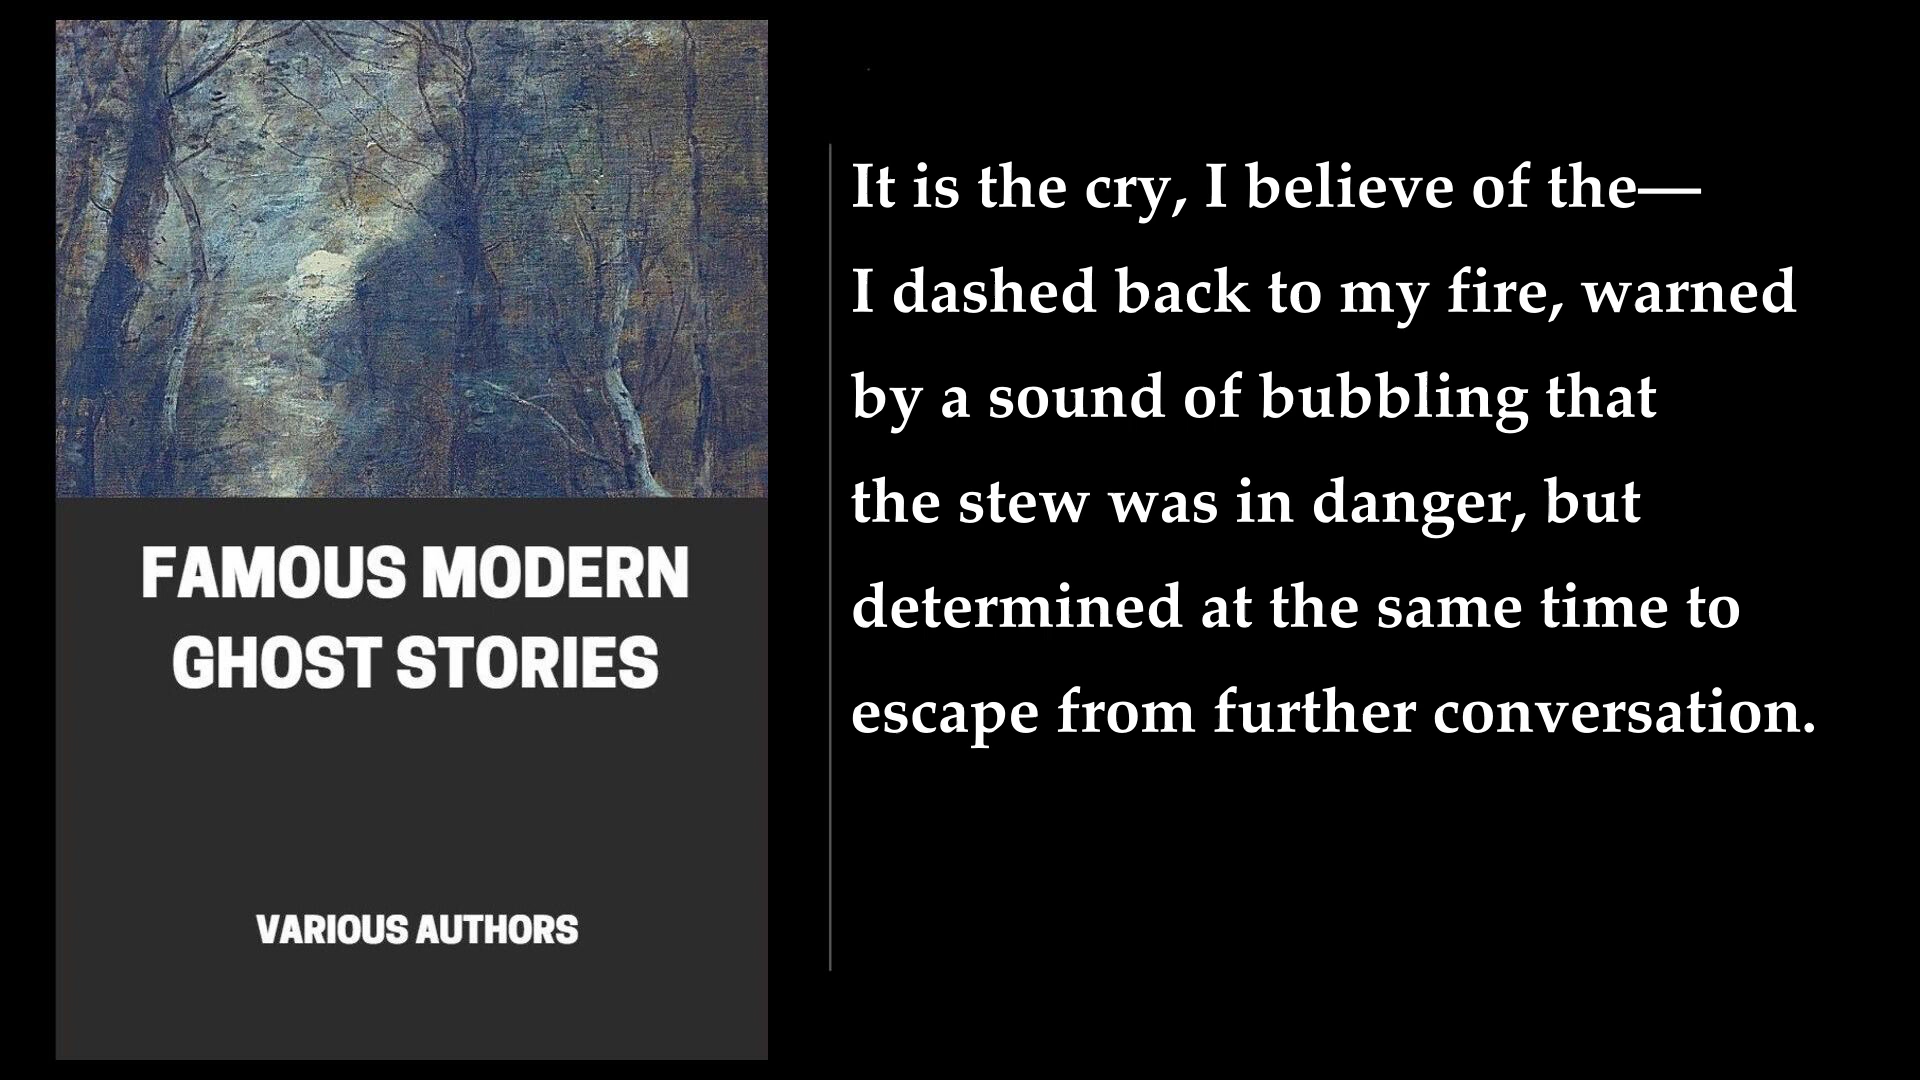 FAMOUS MODERN
GHOST STORIES
VARIOUS AUTHORS
It is the cry, I believe of the—
I dashed back to my fire, warned
by a sound of bubbling that
the stew was in danger, but
determined at the same time to
escape from further conversation.